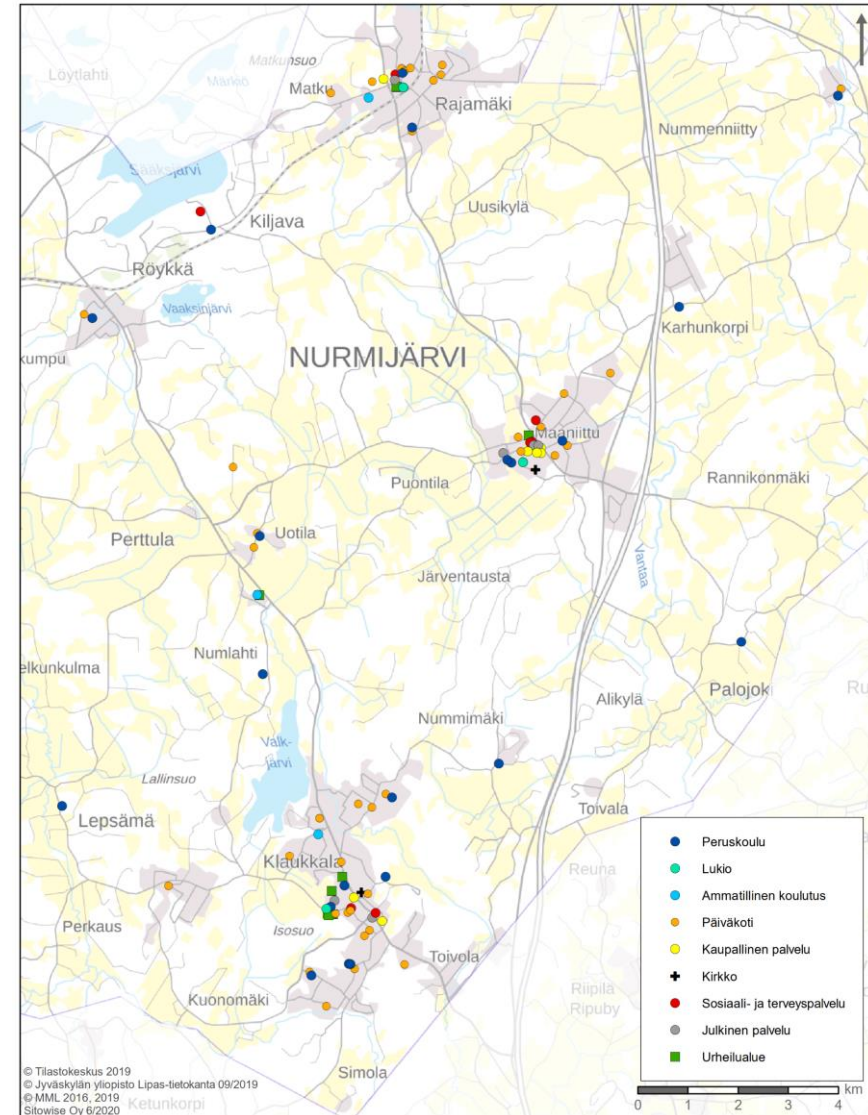 Löytlahti
Märkiö
Matkunsuo
Matku
Rajamäki
Nummenniitty
Sääksjärvi
Uusikylä
Kiljava
Röykkä
Vaaksinjärvi
Karhunkorpi
kumpu
NURMIJÄRVI
Maaniittu
Puontila
Rannikonmäki
Perttula
Uotila
Järventausta
Vantaa
Numlahti
elkunkulma
Alikylä
Palojoki
Ru
Nummimäki
Valk-
järvi
Lallinsuo
Toivala
Lepsämä
Klaukkala
Reuna
Perkaus
Isosuo
Toivola
Kuonomäki
Riipilä
Ripuby
Simola
Ketunkorpi
Peruskoulu
Lukio
Ammatillinen koulutus
Päiväkoti
Kaupallinen palvelu
Kirkko
Sosiaali- ja terveyspalvelu
Julkinen palvelu
Urheilualue
km
0 1 2 3 4
© Tilastokeskus 2019
© Jyväskylän yliopisto Lipas-tietokanta 09/2019
© MML 2016, 2019
Sitowise Oy 6/2020